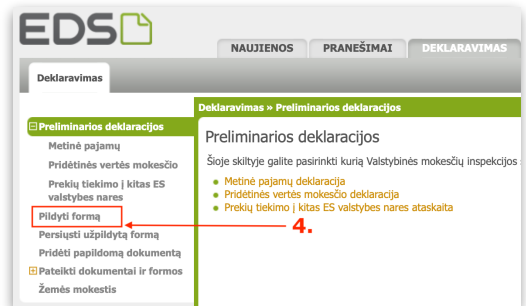 EDS
NAUJIENOS PRANEŠIMAI DEKLARAVIMAS
Deklaravimas
Deklaravimas » Preliminarios deklaracijos
Preliminarios deklaracijos
Metinė pajamų
Pridėtinės vertės mokesčio
Prekių tiekimo į kitas ES
valstybes nares
Pildyti formą
Persiųsti užpildytą formą
Pridėti papildomą dokumentą
Pateikti dokumentai ir formos
Žemės mokestis
Preliminarios deklaracijos
Šioje skiltyje galite pasirinkti kurią Valstybinės mokesčių inspekcijos
Metinė pajamų deklaracija
Pridėtinės vertės mokesčio deklaracija
Prekių tiekimo į kitas ES valstybes nares ataskaita
4.